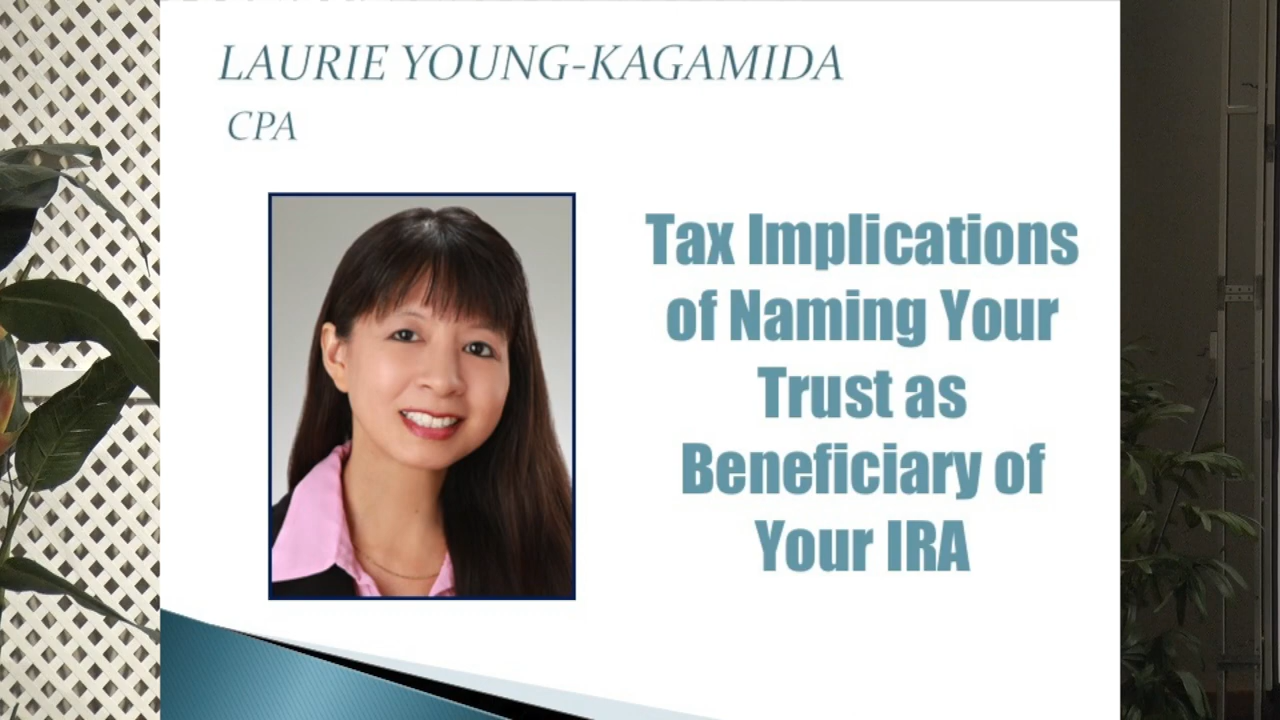 LAURIE YOUNG-KAGAMIDA
CPA
Tax Implications
of Naming Your
Trust as
Beneficiary of
Your IRA